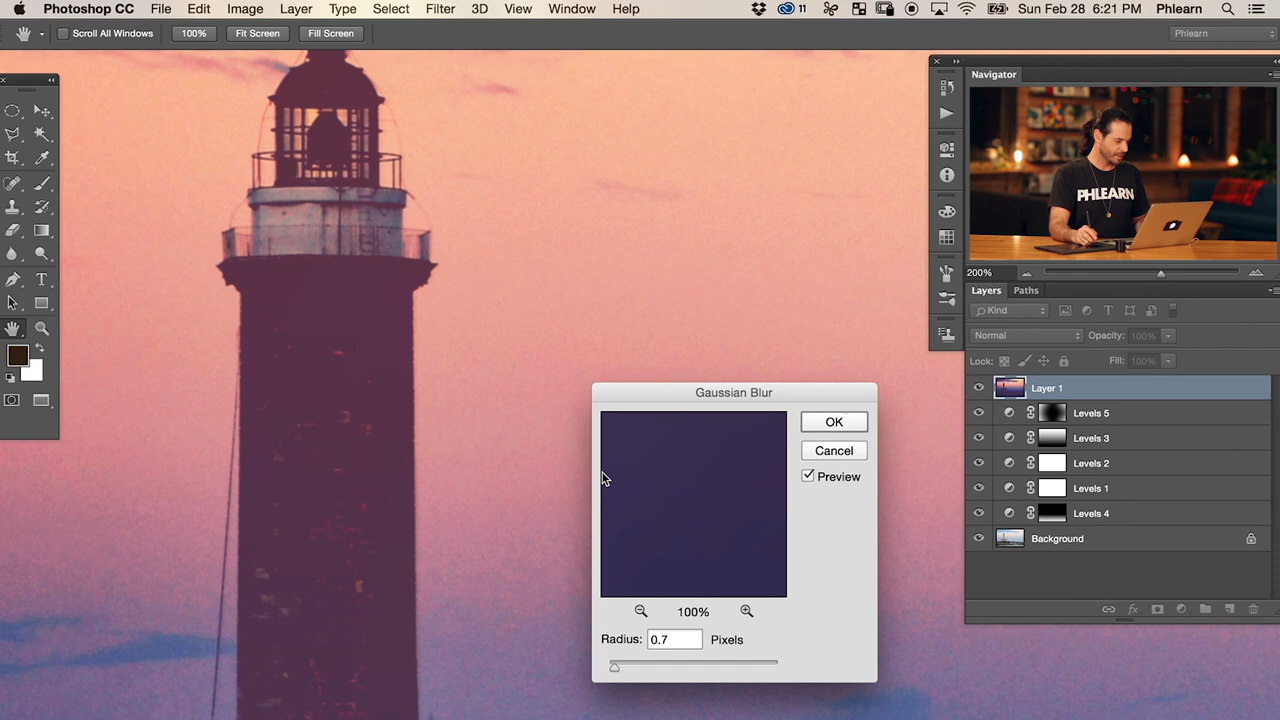 Photoshop CC File Edit Image Layer Type Select Filter 3D View Window Help 11 Sun Feb 28 6:21 PM Phlearn
Scroll All Windows 100% Fit Screen Fill Screen Phlearn
Navigator
PHLEARN
200%
Layers Paths
Kind
Normal Opacity: 100%
Lock: Fill: 100%
Layer 1
Levels 5
Levels 3
Levels 2
Levels 1
Levels 4
Background
T
Gaussian Blur
OK
Cancel
Preview
100%
Radius: 0.7 Pixels